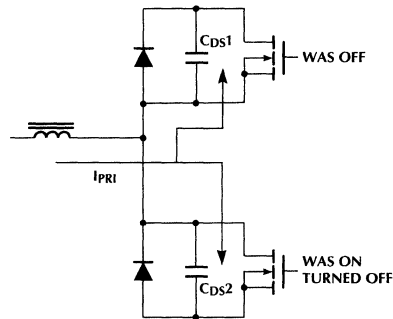 CDS1
WAS OFF
IPRI
CDS2
WAS ON
TURNED OFF